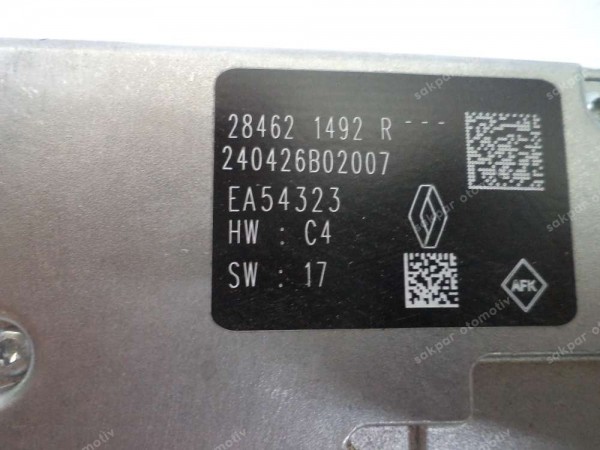 28462 1492 R ---
240426B02007
EA54323
HW : C4
SW : 17
AFK
sakpar otomotiv
sakpar otomotiv
sakpar otomotiv